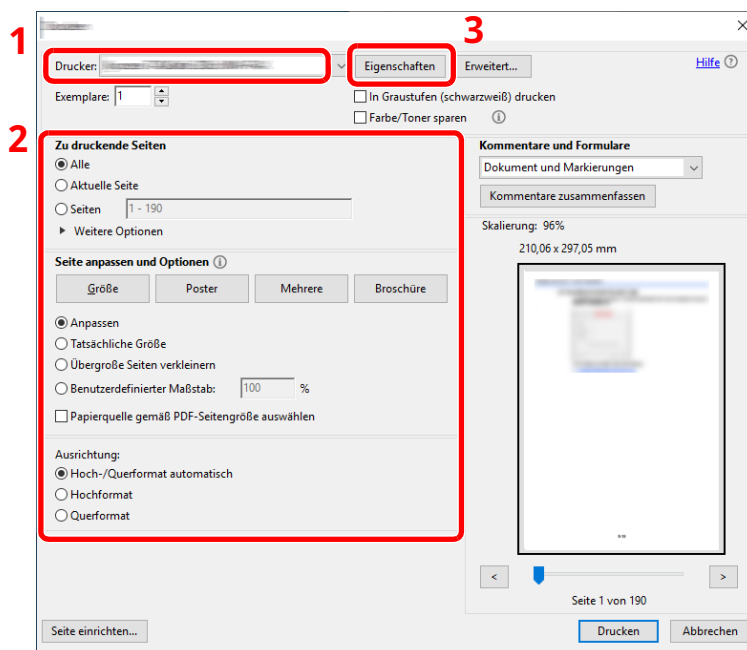 1
3
Drucker:
Eigenschaften
Erweitert...
Hilfe
Exemplare: 1
In Graustufen (schwarzweiß) drucken
Farbe/Toner sparen
2
Zu druckende Seiten
Alle
Aktuelle Seite
Seiten 1 - 190
Weitere Optionen
Seite anpassen und Optionen
Größe Poster Mehrere Broschüre
Anpassen
Tatsächliche Größe
Übergroße Seiten verkleinern
Benutzerdefinierter Maßstab: 100 %
Papierquelle gemäß PDF-Seitengröße auswählen
Ausrichtung:
Hoch-/Querformat automatisch
Hochformat
Querformat
Kommentare und Formulare
Dokument und Markierungen
Kommentare zusammenfassen
Skalierung: 96%
210,06 x 297,05 mm
< >
Seite 1 von 190
Seite einrichten...
Drucken
Abbrechen